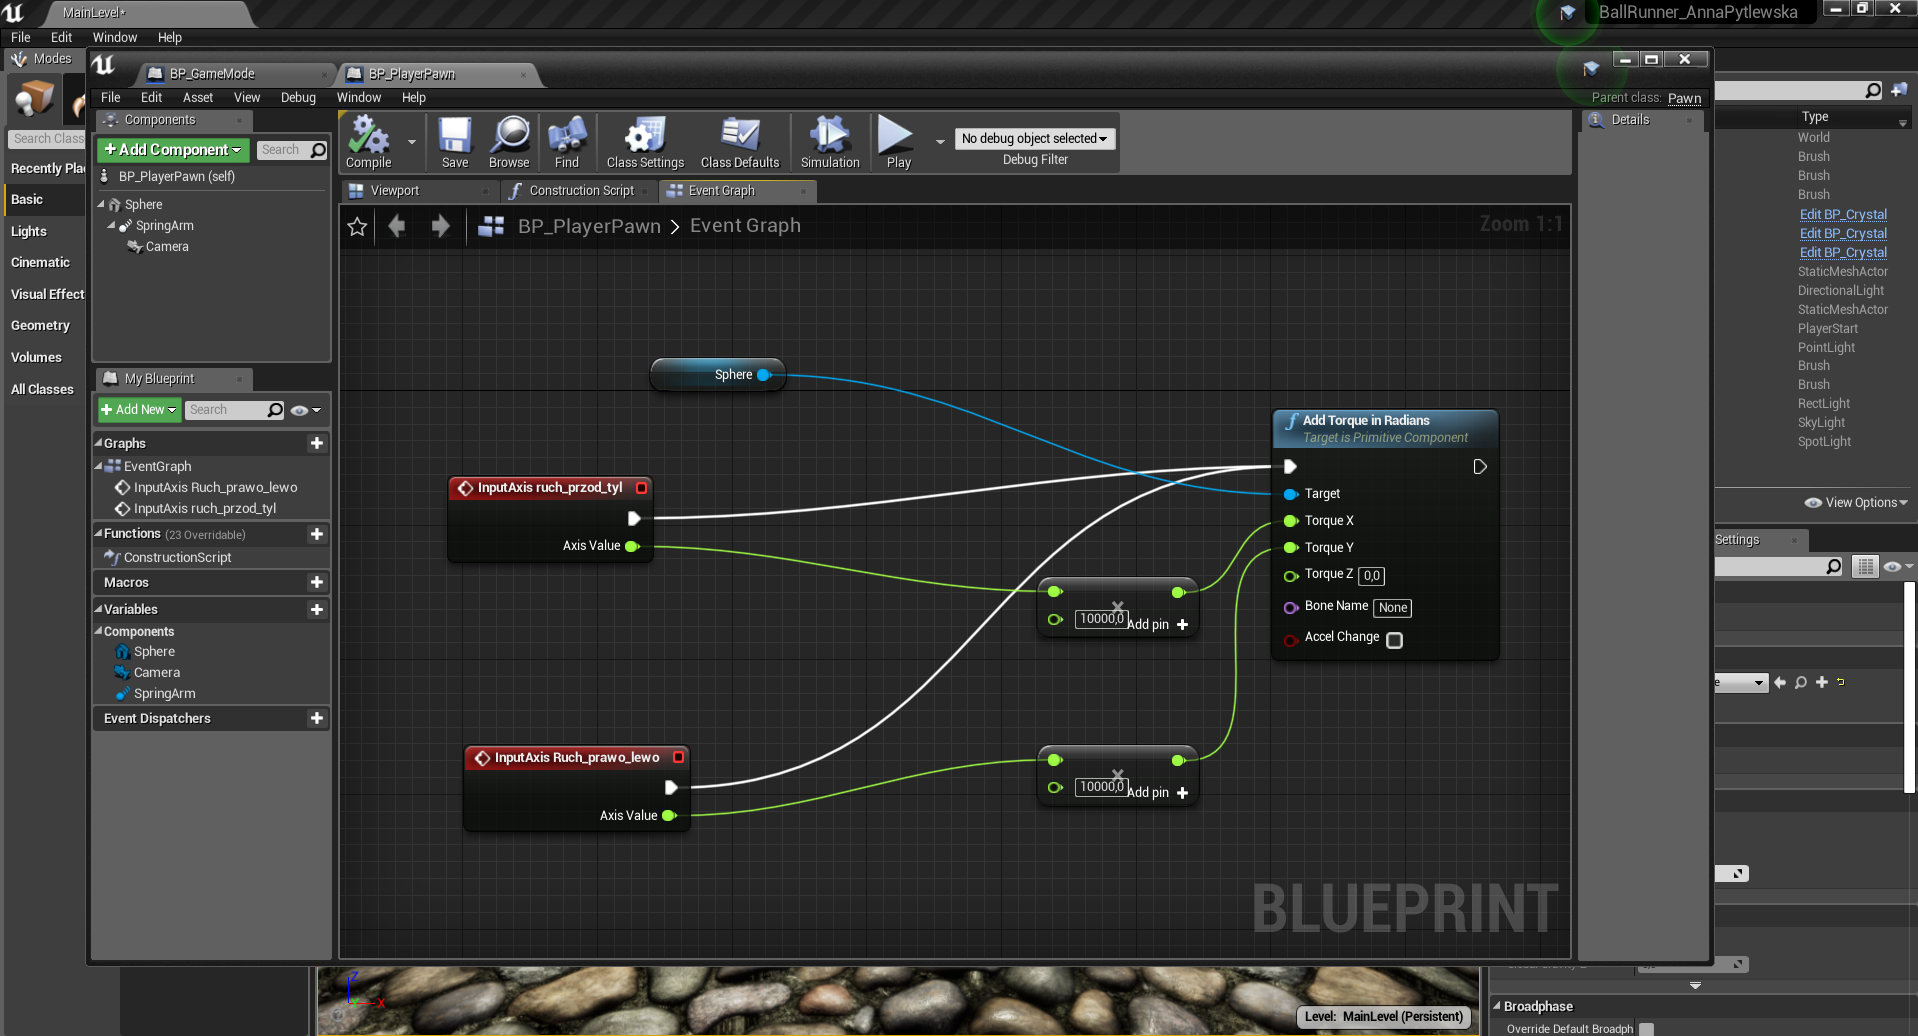 MainLevel*
BallRunner_AnnaPytlewska
File Edit Window Help
Modes
Search Class
Recently Pla
Basic
Lights
Cinematic
Visual Effect
Geometry
Volumes
All Classes
BP_GameMode
BP_PlayerPawn
File Edit Asset View Debug Window Help
Parent class: Pawn
Components
+Add Component
Search
BP_PlayerPawn (self)
Sphere
SpringArm
Camera
My Blueprint
+Add New
Search
Graphs
EventGraph
InputAxis Ruch_prawo_lewo
InputAxis ruch_przod_tyl
Functions (23 Overridable)
ConstructionScript
Macros
Variables
Components
Sphere
Camera
SpringArm
Event Dispatchers
Compile
Save
Browse
Find
Class Settings
Class Defaults
Simulation
Play
No debug object selected
Debug Filter
Viewport
Construction Script
Event Graph
BP_PlayerPawn > Event Graph
Zoom 1:1
Sphere
InputAxis ruch_przod_tyl
Axis Value
InputAxis Ruch_prawo_lewo
Axis Value
10000,0
Add pin +
10000,0
Add pin +
f Add Torque in Radians
Target is Primitive Component
Target
Torque X
Torque Y
Torque Z 0,0
Bone Name None
Accel Change
BLUEPRINT
Details
Type
World
Brush
Brush
Brush
Edit BP_Crystal
Edit BP_Crystal
Edit BP_Crystal
StaticMeshActor
DirectionalLight
StaticMeshActor
PlayerStart
PointLight
Brush
Brush
RectLight
SkyLight
SpotLight
View Options
Settings
Z
Y
X
Level: MainLevel (Persistent)
Broadphase
Override Default Broadph